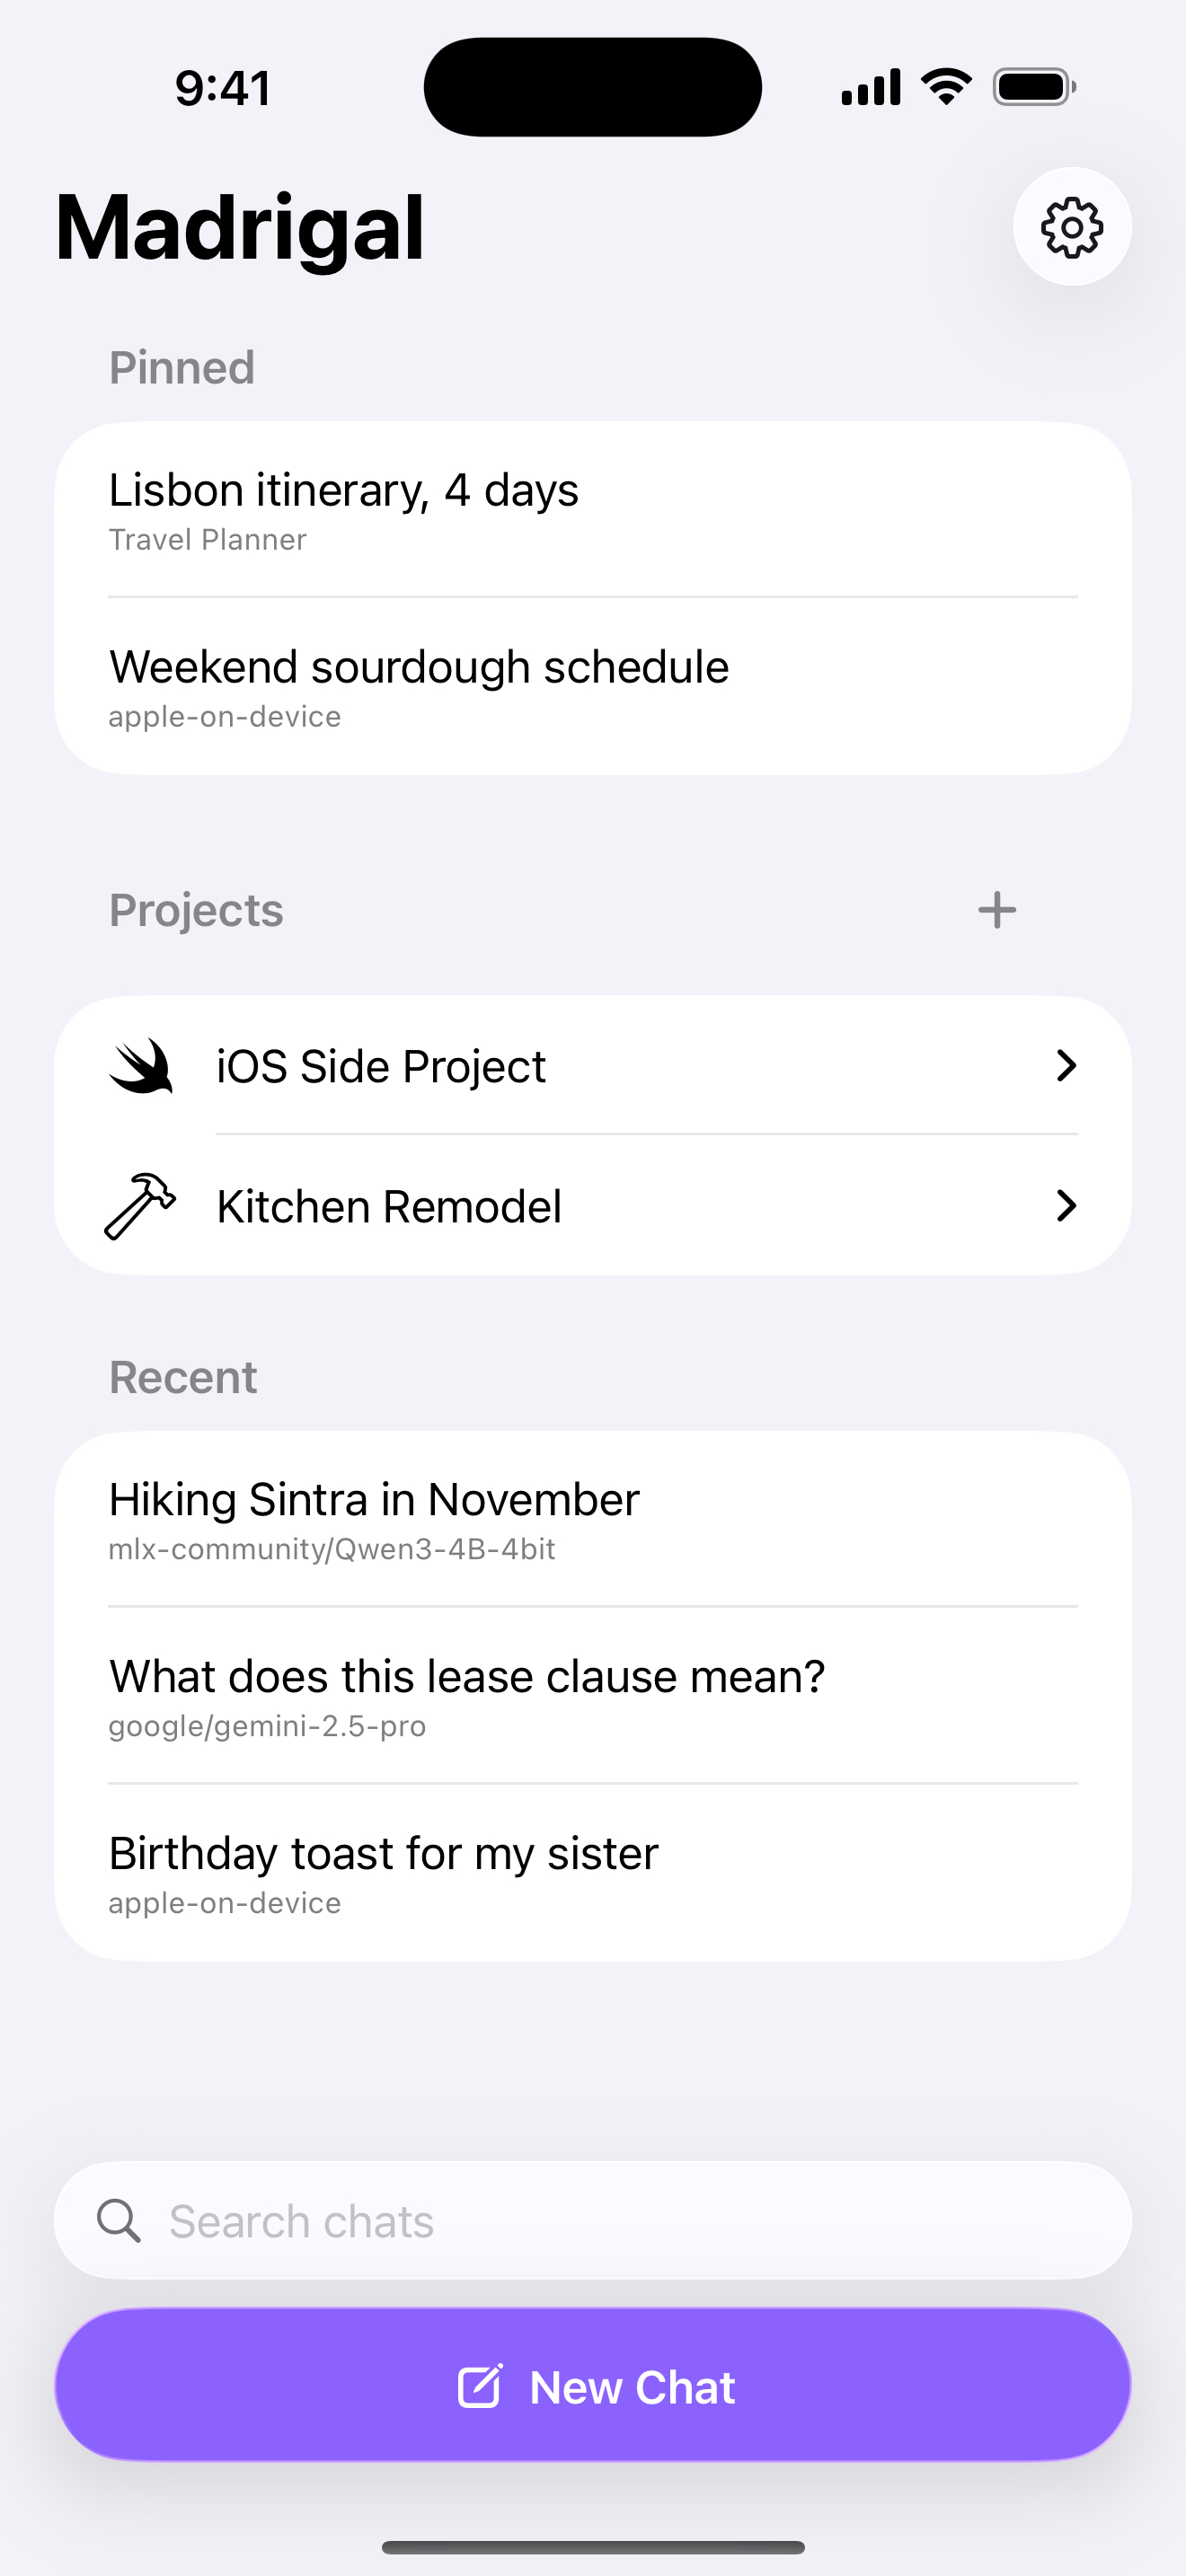 9:41
Madrigal
Pinned
Lisbon itinerary, 4 days
Travel Planner
Weekend sourdough schedule
apple-on-device
Projects
iOS Side Project
Kitchen Remodel
Recent
Hiking Sintra in November
mlx-community/Qwen3-4B-4bit
What does this lease clause mean?
google/gemini-2.5-pro
Birthday toast for my sister
apple-on-device
Search chats
New Chat